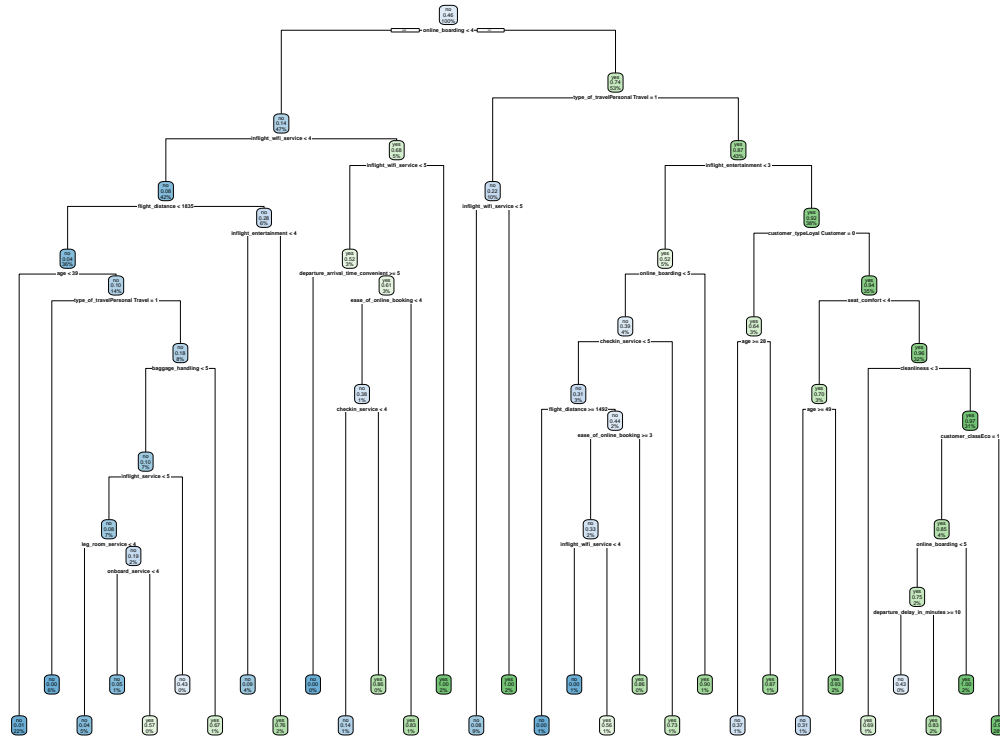 no
0.46
100%
online_boarding < 4
yes
0.74
53%
type_of_travelPersonal Travel = 1
no
0.14
47%
inflight_wifi_service < 4
yes
0.68
5%
inflight_wifi_service < 5
yes
0.87
43%
inflight_entertainment < 3
no
0.08
42%
flight_distance < 1835
no
0.22
10%
inflight_wifi_service < 5
no
0.28
6%
inflight_entertainment < 4
yes
0.92
38%
customer_typeLoyal Customer = 0
no
0.04
36%
age < 39
yes
0.52
3%
departure_arrival_time_convenient >= 5
yes
0.52
5%
online_boarding < 5
no
0.10
14%
type_of_travelPersonal Travel = 1
yes
0.61
3%
ease_of_online_booking < 4
yes
0.94
35%
seat_comfort < 4
no
0.39
4%
checkin_service < 5
yes
0.64
3%
age >= 28
no
0.18
8%
baggage_handling < 5
yes
0.96
32%
cleanliness < 3
no
0.38
1%
checkin_service < 4
no
0.31
3%
flight_distance >= 1492
yes
0.70
3%
age >= 49
no
0.44
2%
ease_of_online_booking >= 3
yes
0.97
31%
customer_classEco = 1
no
0.10
7%
inflight_service < 5
no
0.08
7%
leg_room_service < 4
no
0.33
2%
inflight_wifi_service < 4
yes
0.85
4%
online_boarding < 5
no
0.19
2%
onboard_service < 4
yes
0.75
2%
departure_delay_in_minutes >= 10
no
0.00
6%
no
0.05
1%
no
0.43
0%
no
0.09
4%
no
0.00
0%
yes
0.86
0%
yes
1.00
2%
yes
1.00
2%
no
0.00
1%
yes
0.86
0%
yes
0.90
1%
yes
0.87
1%
yes
0.93
2%
no
0.43
0%
yes
1.00
2%
no
0.01
22%
no
0.04
5%
yes
0.57
0%
yes
0.67
1%
yes
0.76
2%
no
0.14
1%
yes
0.83
1%
no
0.08
9%
no
0.00
1%
yes
0.56
1%
yes
0.73
1%
no
0.37
1%
no
0.31
1%
yes
0.69
1%
yes
0.83
2%